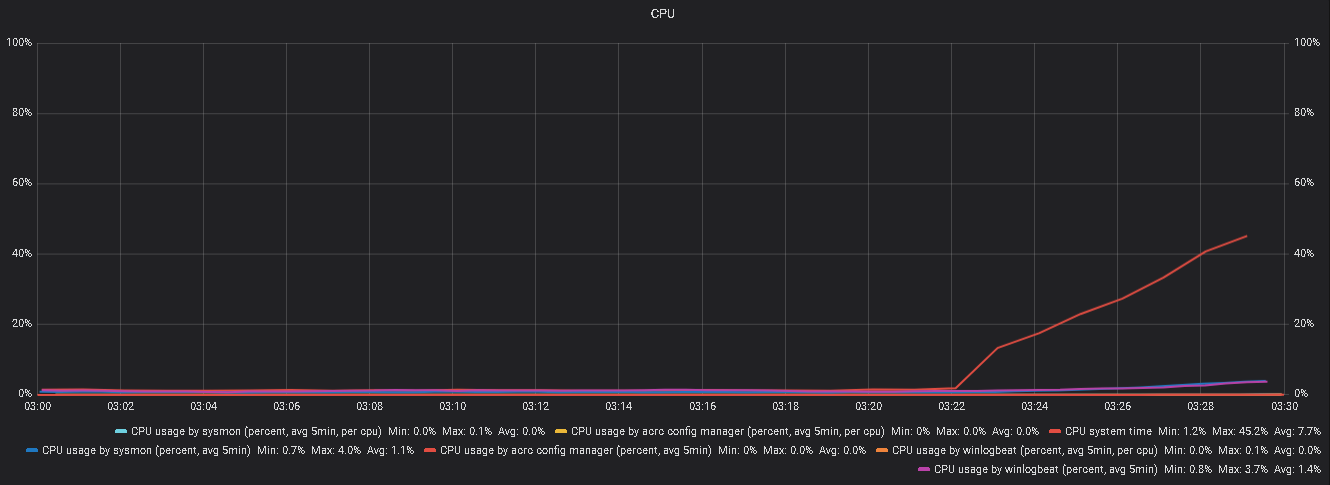 CPU
100% 100%
80% 80%
60% 60%
40% 40%
20% 20%
0% 0%
03:00 03:02 03:04 03:06 03:08 03:10 03:12 03:14 03:16 03:18 03:20 03:22 03:24 03:26 03:28 03:30
CPU usage by sysmon (percent, avg 5min, per cpu) Min: 0.0% Max: 0.1% Avg: 0.0% CPU usage by acrc config manager (percent, avg 5min, per cpu) Min: 0% Max: 0.0% Avg: 0.0% CPU system time Min: 1.2% Max: 45.2% Avg: 7.7%
CPU usage by sysmon (percent, avg 5min) Min: 0.7% Max: 4.0% Avg: 1.1% CPU usage by acrc config manager (percent, avg 5min) Min: 0% Max: 0.0% Avg: 0.0% CPU usage by winlogbeat (percent, avg 5min, per cpu) Min: 0.0% Max: 0.1% Avg: 0.0%
CPU usage by winlogbeat (percent, avg 5min) Min: 0.8% Max: 3.7% Avg: 1.4%